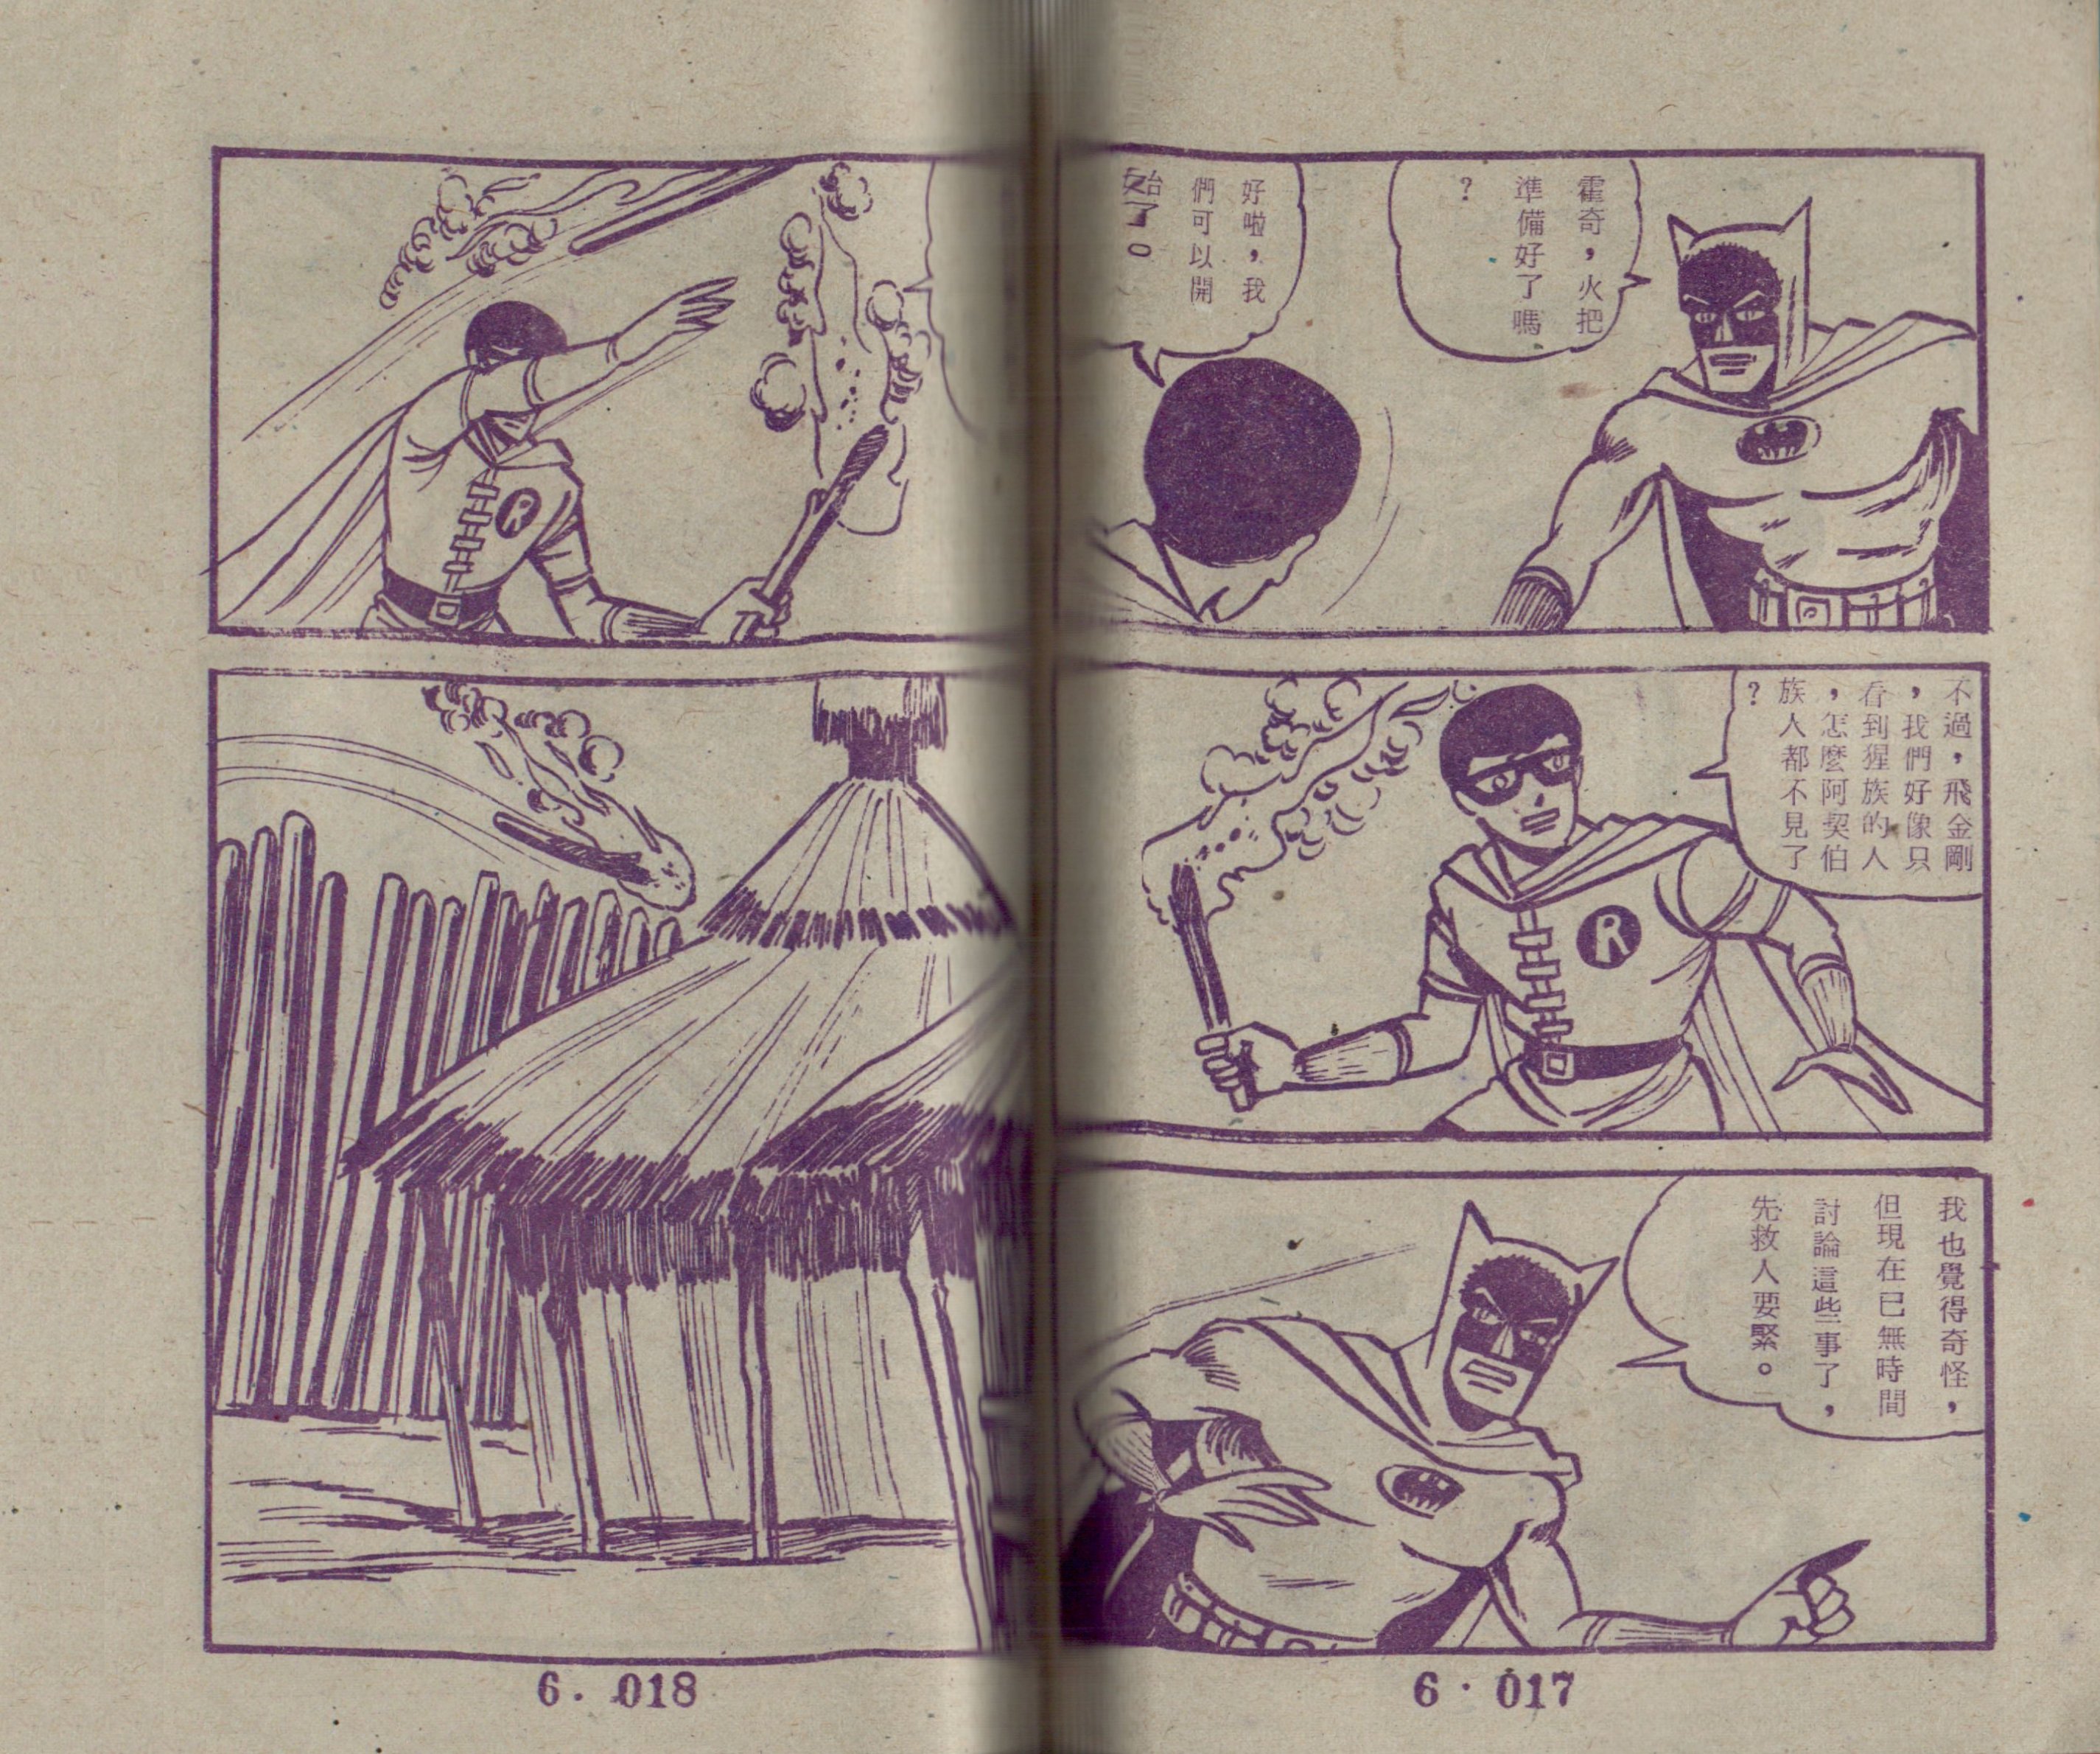 霍奇，火把
準備好了嗎
？
好啦，我
們可以開
始了。
不過，飛金剛
，我們好像只
看到猩族的人
，怎麼阿契伯
族人都不見了
？
R
我也覺得奇怪，
但現在已無時間
討論這些事了，
先救人要緊。
6·017
R
6·018